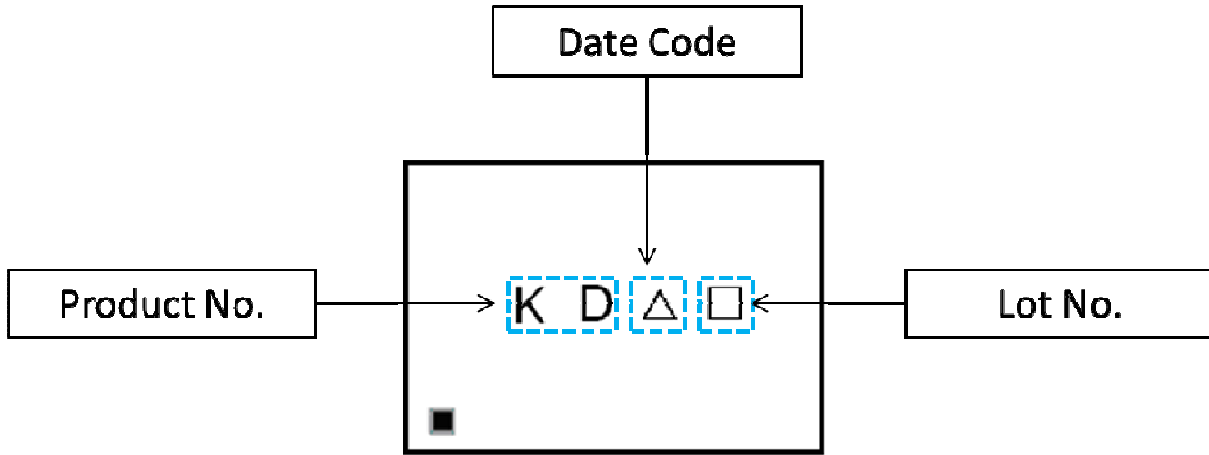 Date Code
Product No.
K D △ □
Lot No.